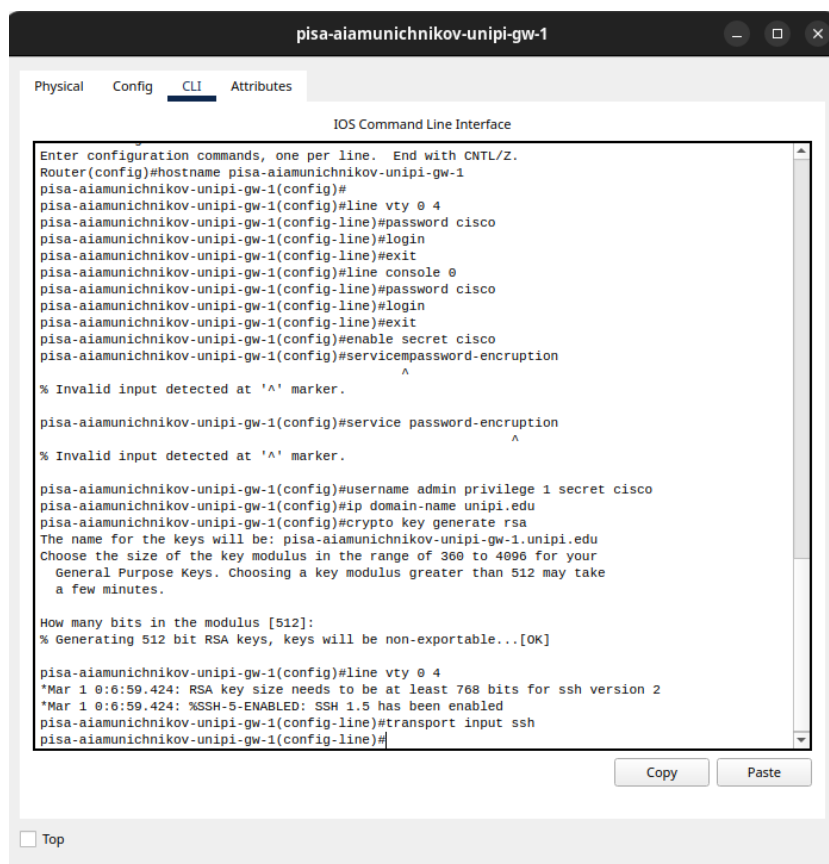 pisa-aiamunichnikov-unipi-gw-1
Physical Config CLI Attributes
IOS Command Line Interface
Enter configuration commands, one per line.  End with CNTL/Z.
Router(config)#hostname pisa-aiamunichnikov-unipi-gw-1
pisa-aiamunichnikov-unipi-gw-1(config)#
pisa-aiamunichnikov-unipi-gw-1(config)#line vty 0 4
pisa-aiamunichnikov-unipi-gw-1(config-line)#password cisco
pisa-aiamunichnikov-unipi-gw-1(config-line)#login
pisa-aiamunichnikov-unipi-gw-1(config-line)#exit
pisa-aiamunichnikov-unipi-gw-1(config)#line console 0
pisa-aiamunichnikov-unipi-gw-1(config-line)#password cisco
pisa-aiamunichnikov-unipi-gw-1(config-line)#login
pisa-aiamunichnikov-unipi-gw-1(config-line)#exit
pisa-aiamunichnikov-unipi-gw-1(config)#enable secret cisco
pisa-aiamunichnikov-unipi-gw-1(config)#servicempassword-encruption
^
% Invalid input detected at '^' marker.
pisa-aiamunichnikov-unipi-gw-1(config)#service password-encruption
^
% Invalid input detected at '^' marker.
pisa-aiamunichnikov-unipi-gw-1(config)#username admin privilege 1 secret cisco
pisa-aiamunichnikov-unipi-gw-1(config)#ip domain-name unipi.edu
pisa-aiamunichnikov-unipi-gw-1(config)#crypto key generate rsa
The name for the keys will be: pisa-aiamunichnikov-unipi-gw-1.unipi.edu
Choose the size of the key modulus in the range of 360 to 4096 for your
General Purpose Keys. Choosing a key modulus greater than 512 may take
a few minutes.
How many bits in the modulus [512]:
% Generating 512 bit RSA keys, keys will be non-exportable...[OK]
pisa-aiamunichnikov-unipi-gw-1(config)#line vty 0 4
*Mar 1 0:6:59.424: RSA key size needs to be at least 768 bits for ssh version 2
*Mar 1 0:6:59.424: %SSH-5-ENABLED: SSH 1.5 has been enabled
pisa-aiamunichnikov-unipi-gw-1(config-line)#transport input ssh
pisa-aiamunichnikov-unipi-gw-1(config-line)#
Copy Paste
Top